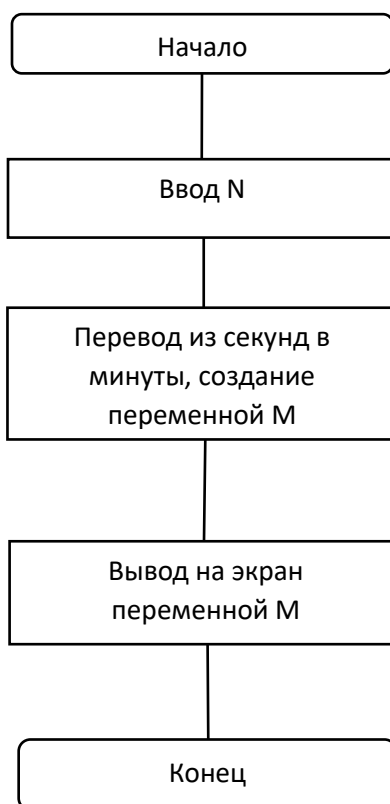 Начало
Ввод N
Перевод из секунд в
минуты, создание
переменной М
Вывод на экран
переменной М
Конец